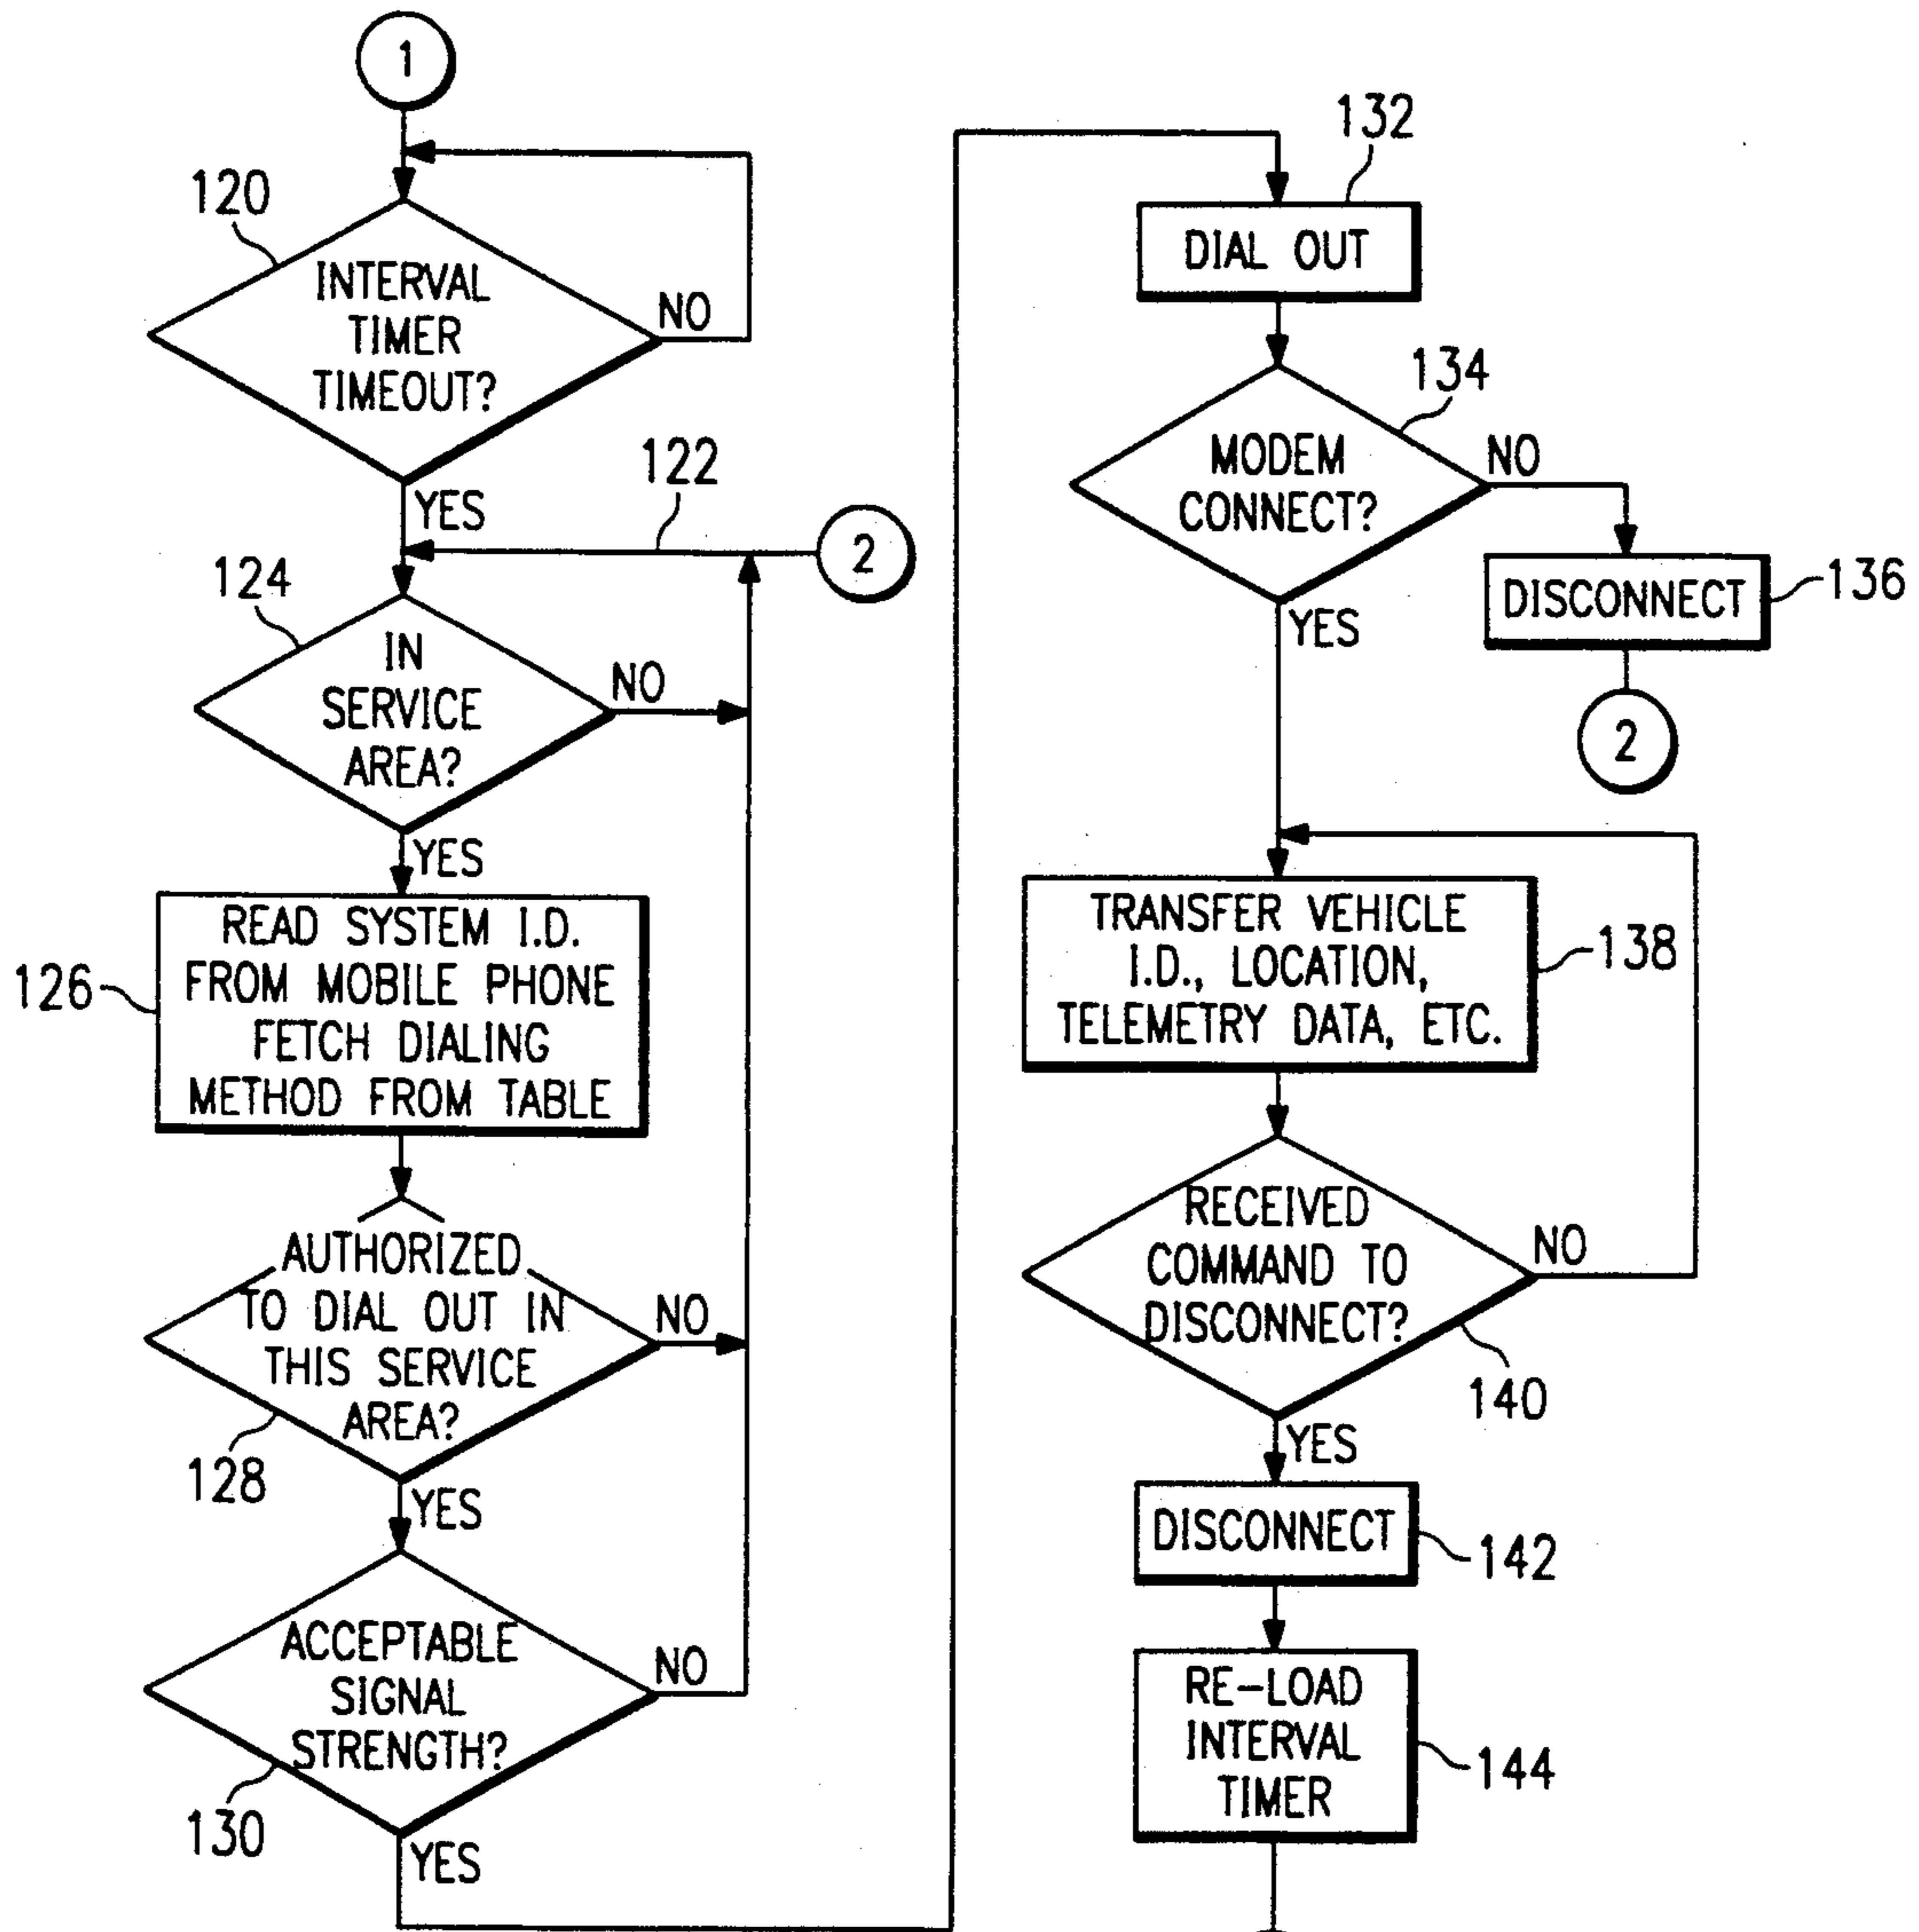 1
120
INTERVAL
TIMER
TIMEOUT?
NO
YES
122
2
124
IN
SERVICE
AREA?
NO
YES
126
READ SYSTEM I.D.
FROM MOBILE PHONE
FETCH DIALING
METHOD FROM TABLE
AUTHORIZED
TO DIAL OUT IN
THIS SERVICE
AREA?
NO
128
YES
ACCEPTABLE
SIGNAL
STRENGTH?
NO
130
YES
132
DIAL OUT
134
MODEM
CONNECT?
NO
YES
DISCONNECT
136
2
TRANSFER VEHICLE
I.D., LOCATION,
TELEMETRY DATA, ETC.
138
RECEIVED
COMMAND TO
DISCONNECT?
NO
140
YES
DISCONNECT
142
RE-LOAD
INTERVAL
TIMER
144